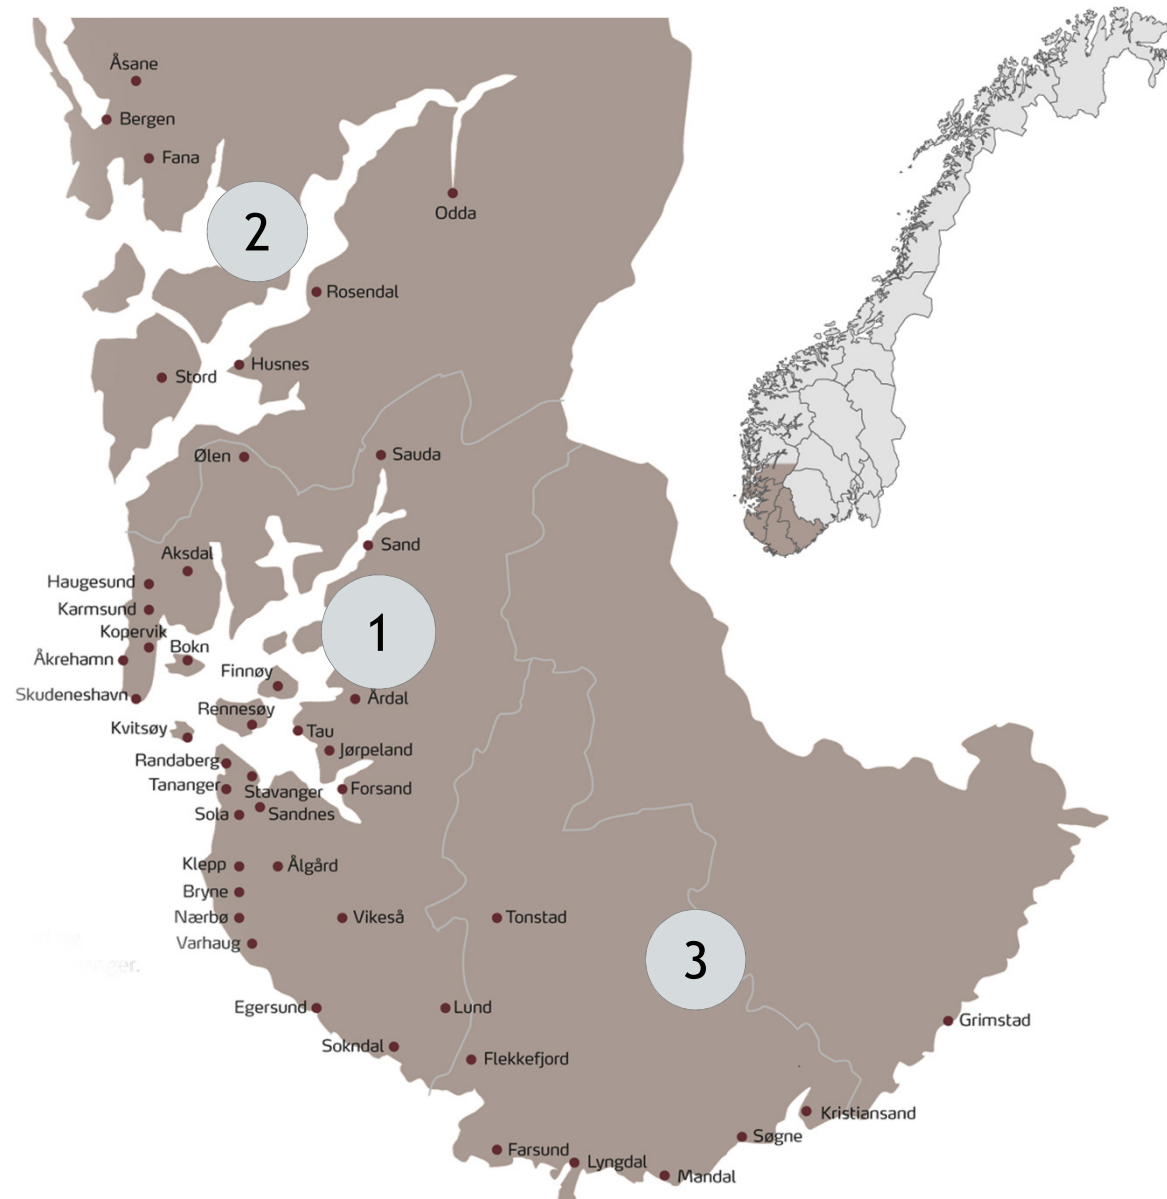 Åsane
Bergen
Fana
2
Odda
Rosendal
Husnes
Stord
Ølen
Sauda
Sand
Aksdal
Haugesund
Karmsund
Kopervik
1
Bokn
Åkrehamn
Finnøy
Skudeneshavn
Årdal
Rennesøy
Kvitsøy
Tau
Jørpeland
Randaberg
Tananger
Stavanger
Forsand
Sola
Sandnes
Klepp
Ålgård
Bryne
Nærbø
Vikeså
Tonstad
Varhaug
3
Egersund
Lund
Grimstad
Sokndal
Flekkefjord
Kristiansand
Søgne
Farsund
Lyngdal
Mandal